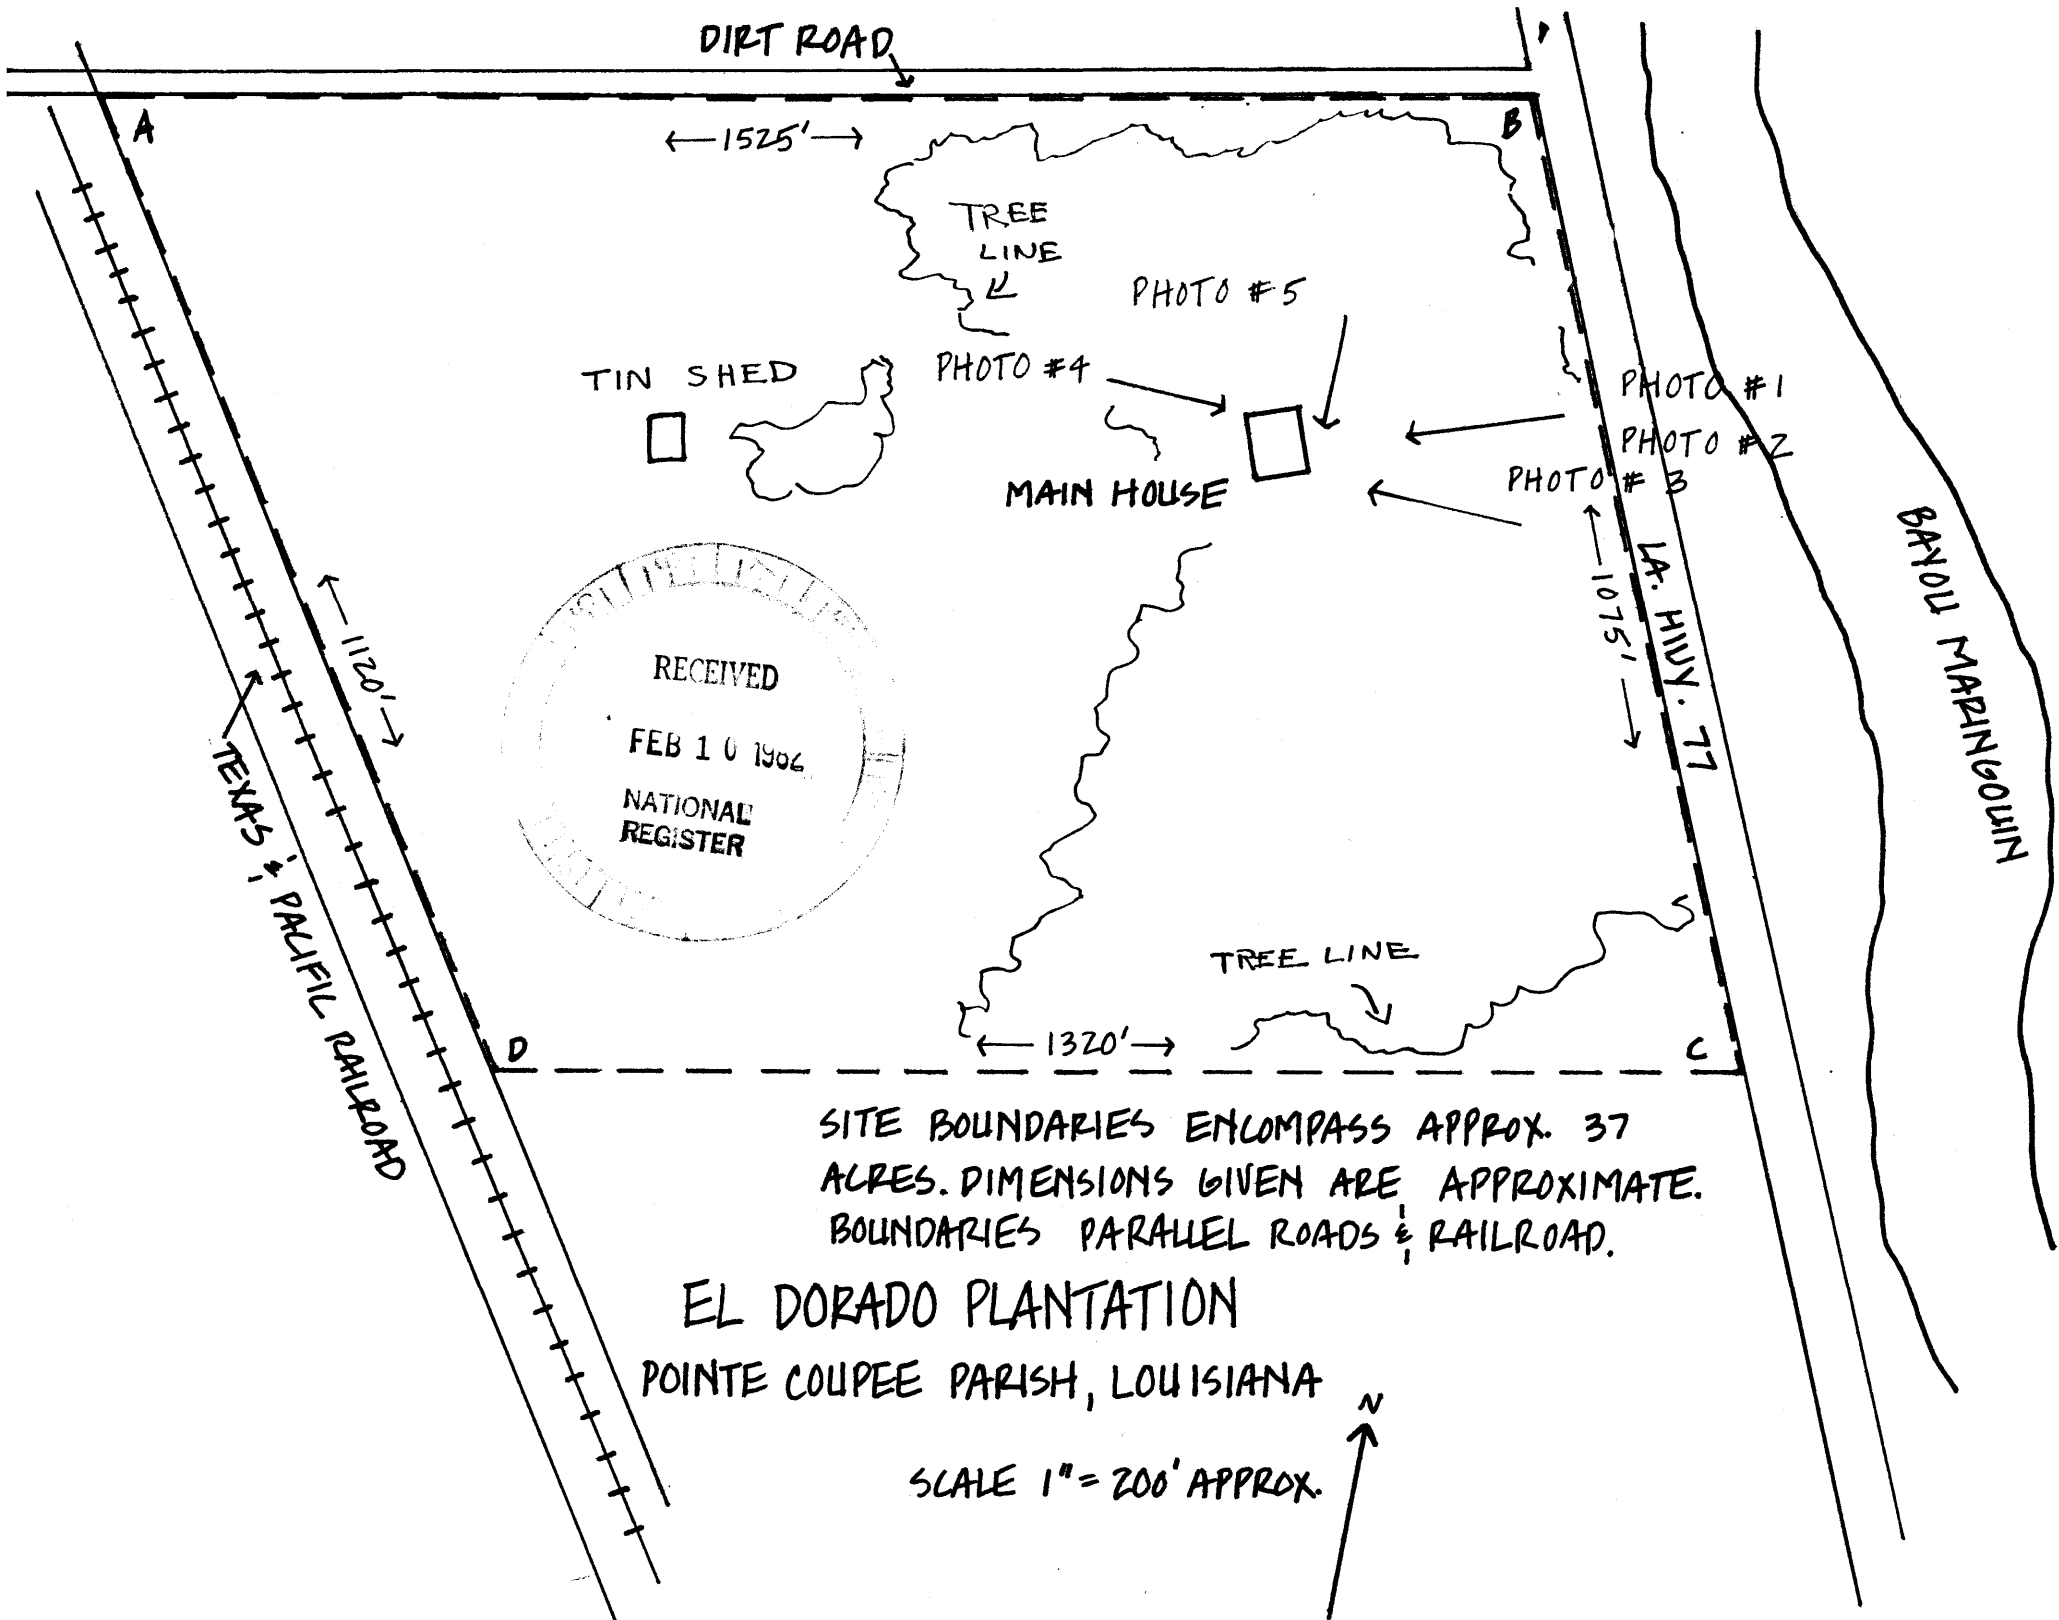 DIRT ROAD
A
B
←1525'→
TREE
LINE
PHOTO #5
TIN SHED
PHOTO #4
PHOTO #1
PHOTO #2
PHOTO # 3
MAIN HOUSE
←1075'→
LA. HWY. 77
BAYOU MARINGOUIN
←1120'→
RECEIVED
FEB 10
NATIONAL
REGISTER
TEXAS & PACIFIC RAILROAD
TREE LINE
←1320'→
D
C
SITE BOUNDARIES ENCOMPASS APPROX. 37
ACRES. DIMENSIONS GIVEN ARE APPROXIMATE.
BOUNDARIES PARALLEL ROADS & RAILROAD.
EL DORADO PLANTATION
POINTE COUPEE PARISH, LOUISIANA
N
SCALE 1"=200' APPROX.